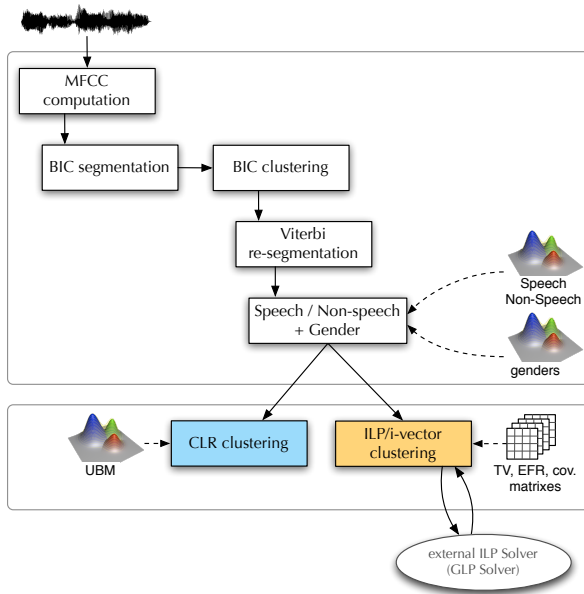 MFCC
computation
BIC segmentation
BIC clustering
Viterbi
re-segmentation
Speech / Non-speech
+ Gender
Speech
Non-Speech
genders
UBM
CLR clustering
ILP/i-vector
clustering
TV, EFR, cov.
matrixes
external ILP Solver
(GLP Solver)